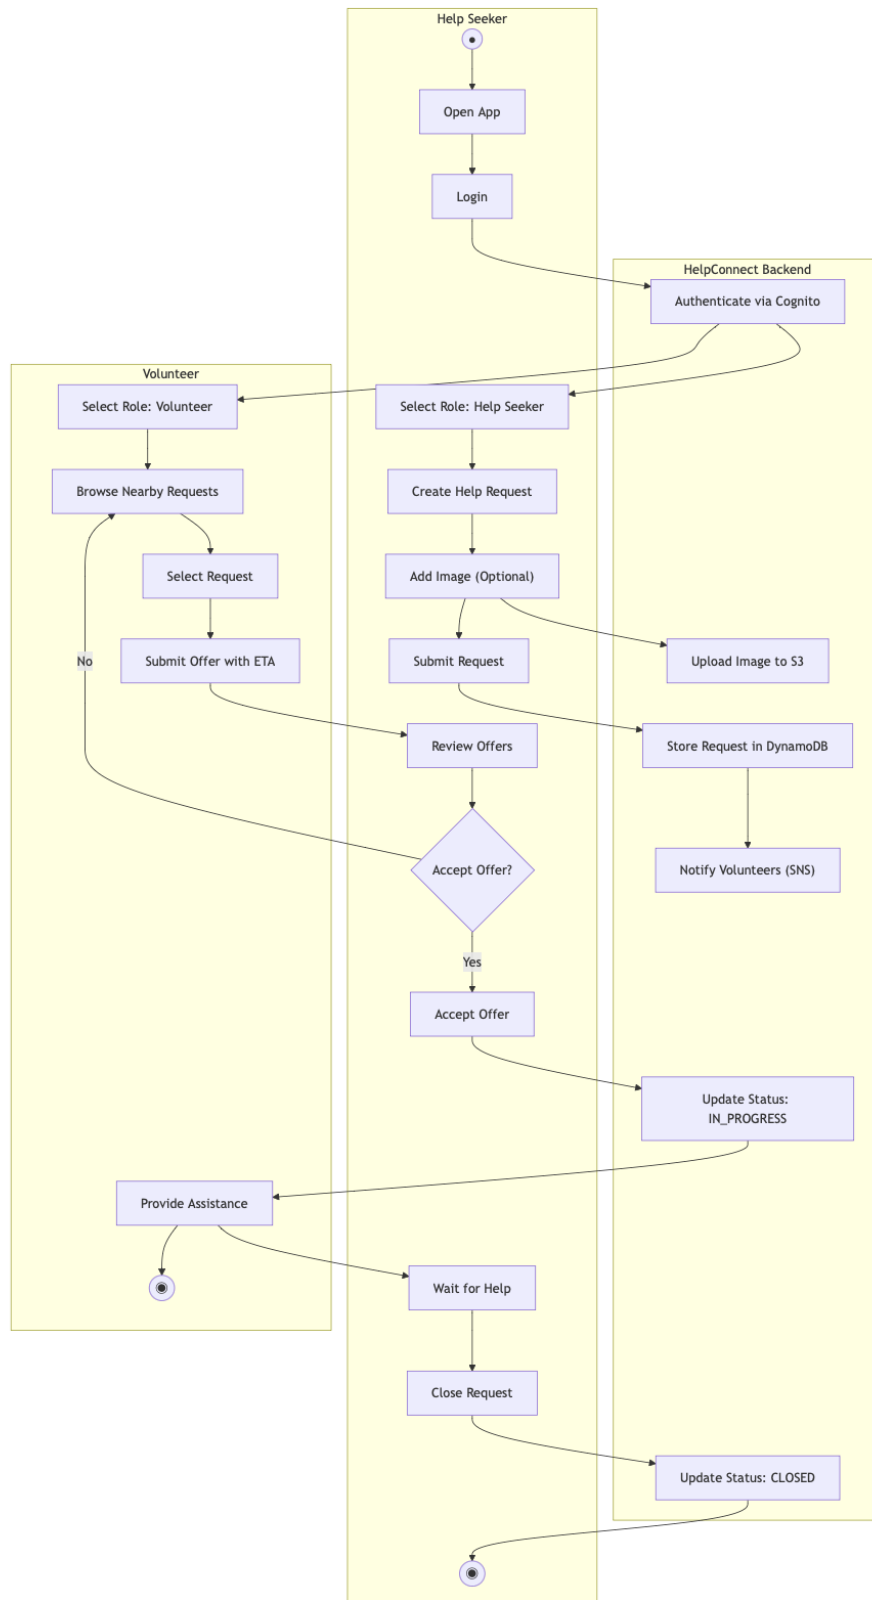 Help Seeker
Open App
Login
HelpConnect Backend
Authenticate via Cognito
Volunteer
Select Role: Volunteer
Select Role: Help Seeker
Browse Nearby Requests
Create Help Request
Select Request
Add Image (Optional)
No
Submit Offer with ETA
Submit Request
Upload Image to S3
Review Offers
Store Request in DynamoDB
Accept Offer?
Notify Volunteers (SNS)
Yes
Accept Offer
Update Status:
IN_PROGRESS
Provide Assistance
Wait for Help
Close Request
Update Status: CLOSED